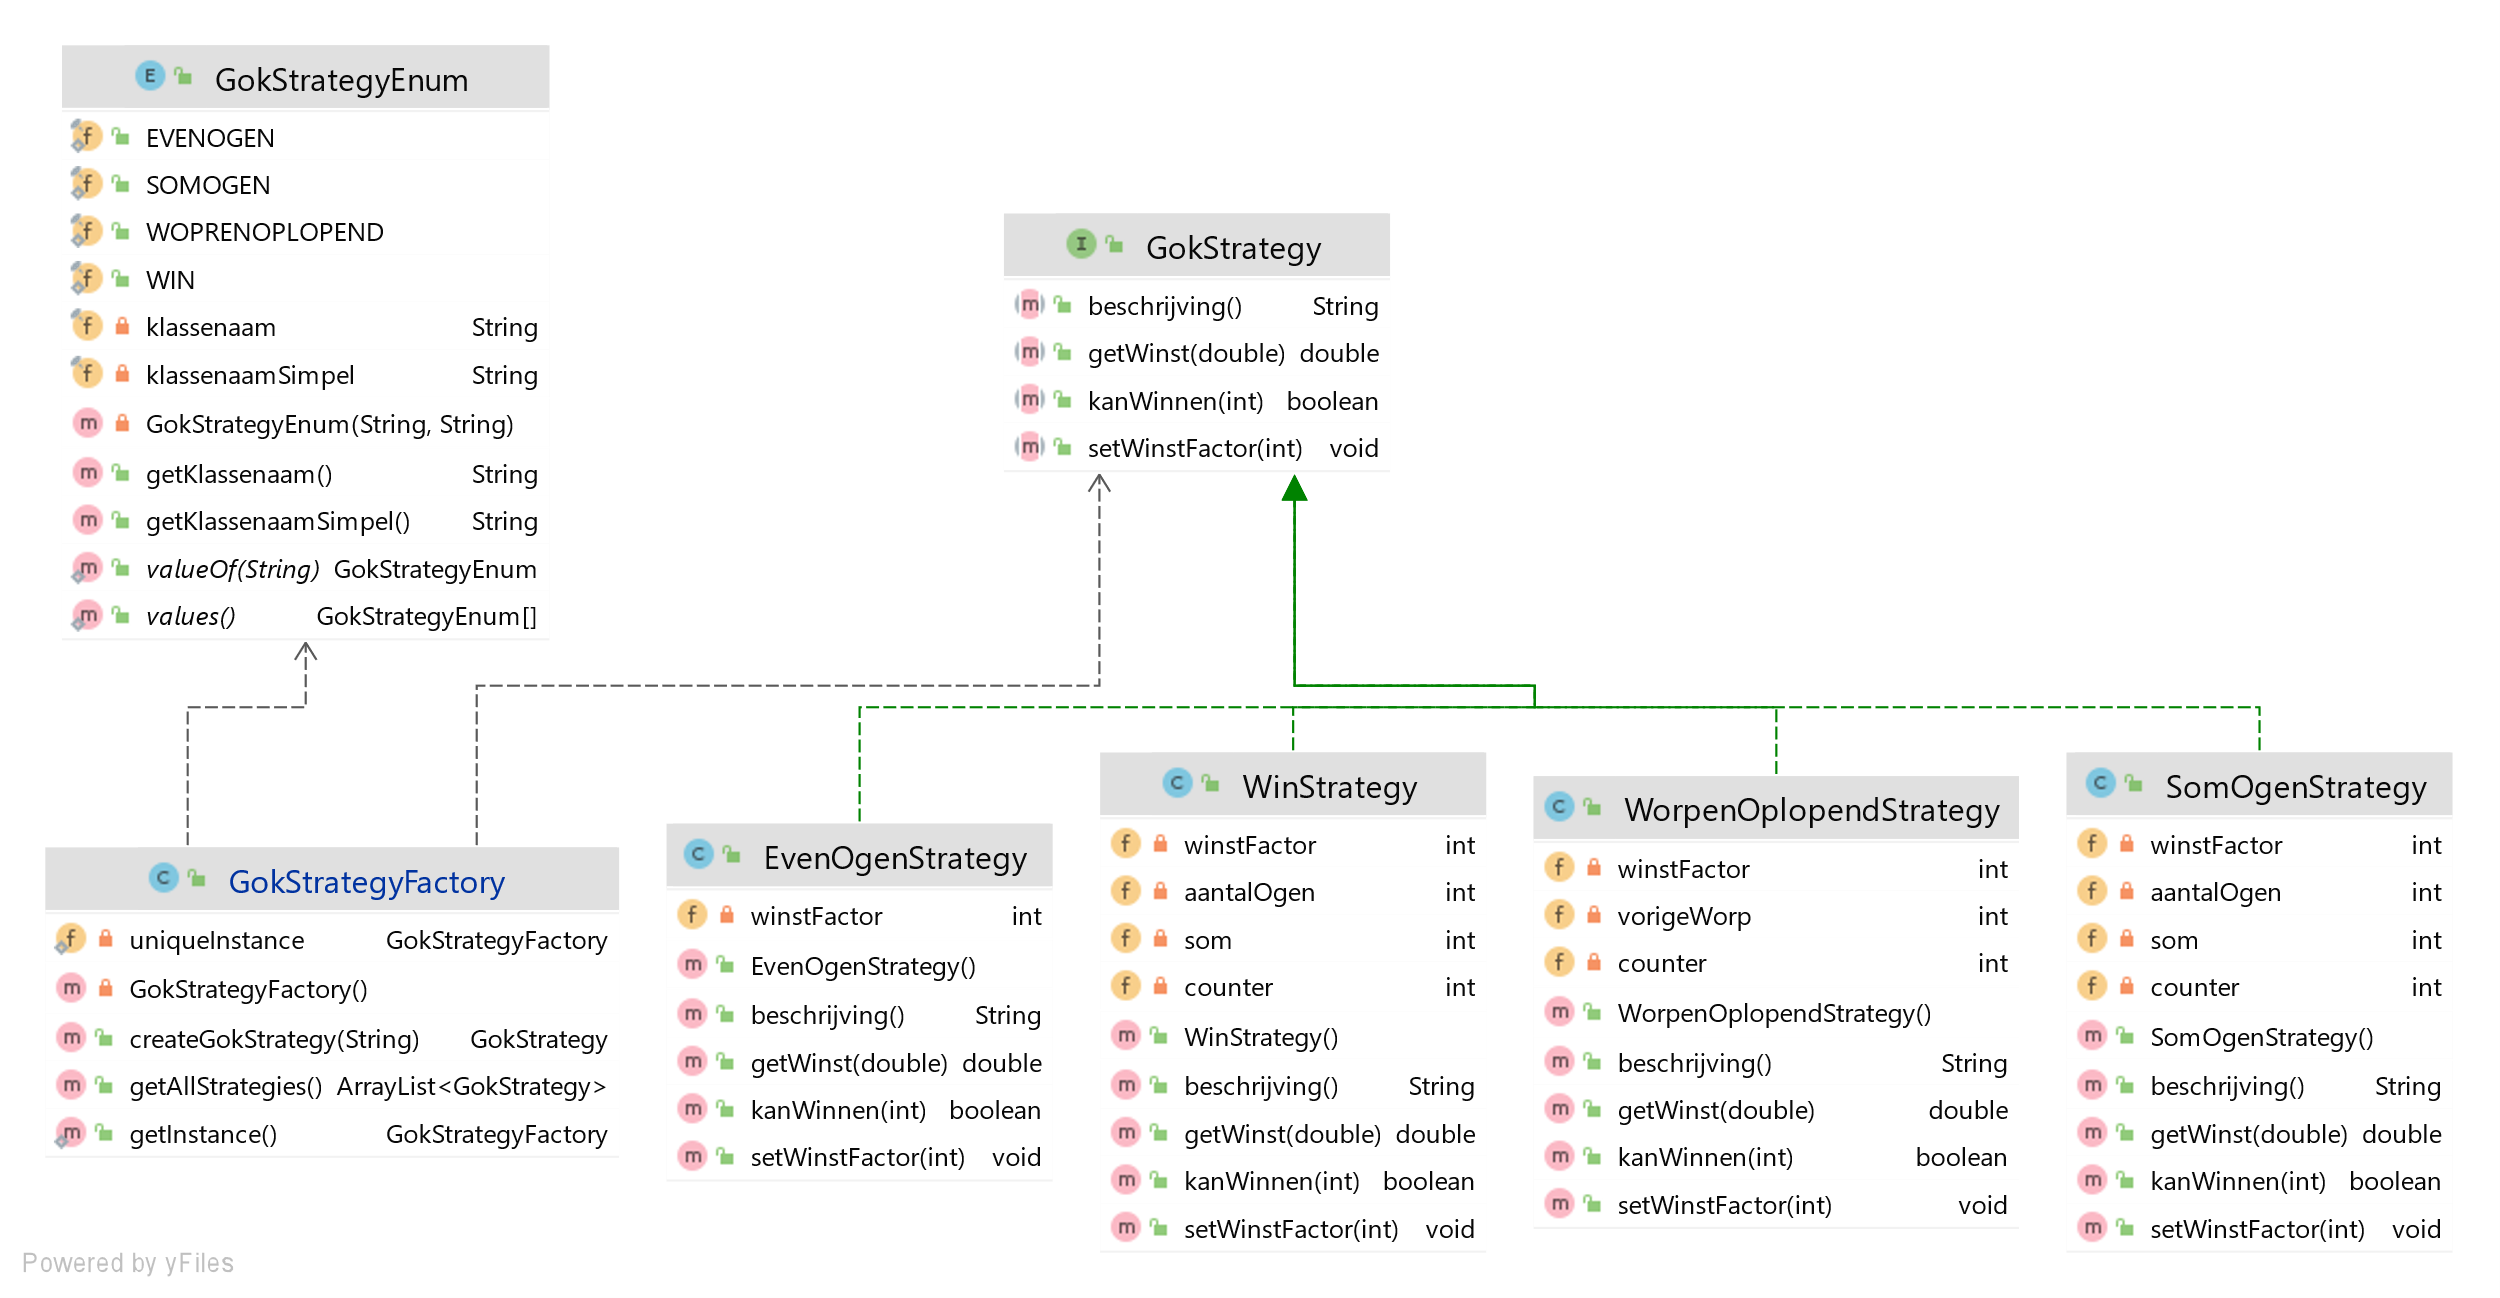 GokStrategyEnum
EVENOGEN
SOMOGEN
WOPRENOPLOPEND
WIN
klassenaam String
klassenaamSimpel String
GokStrategyEnum(String, String)
getKlassenaam() String
getKlassenaamSimpel() String
valueOf(String) GokStrategyEnum
values() GokStrategyEnum[]
GokStrategy
beschrijving() String
getWinst(double) double
kanWinnen(int) boolean
setWinstFactor(int) void
GokStrategyFactory
uniqueInstance GokStrategyFactory
GokStrategyFactory()
createGokStrategy(String) GokStrategy
getAllStrategies() ArrayList<GokStrategy>
getInstance() GokStrategyFactory
EvenOgenStrategy
winstFactor int
EvenOgenStrategy()
beschrijving() String
getWinst(double) double
kanWinnen(int) boolean
setWinstFactor(int) void
WinStrategy
winstFactor int
aantalOgen int
som int
counter int
WinStrategy()
beschrijving() String
getWinst(double) double
kanWinnen(int) boolean
setWinstFactor(int) void
WorpenOplopendStrategy
winstFactor int
vorigeWorp int
counter int
WorpenOplopendStrategy()
beschrijving() String
getWinst(double) double
kanWinnen(int) boolean
setWinstFactor(int) void
SomOgenStrategy
winstFactor int
aantalOgen int
som int
counter int
SomOgenStrategy()
beschrijving() String
getWinst(double) double
kanWinnen(int) boolean
setWinstFactor(int) void
Powered by yFiles